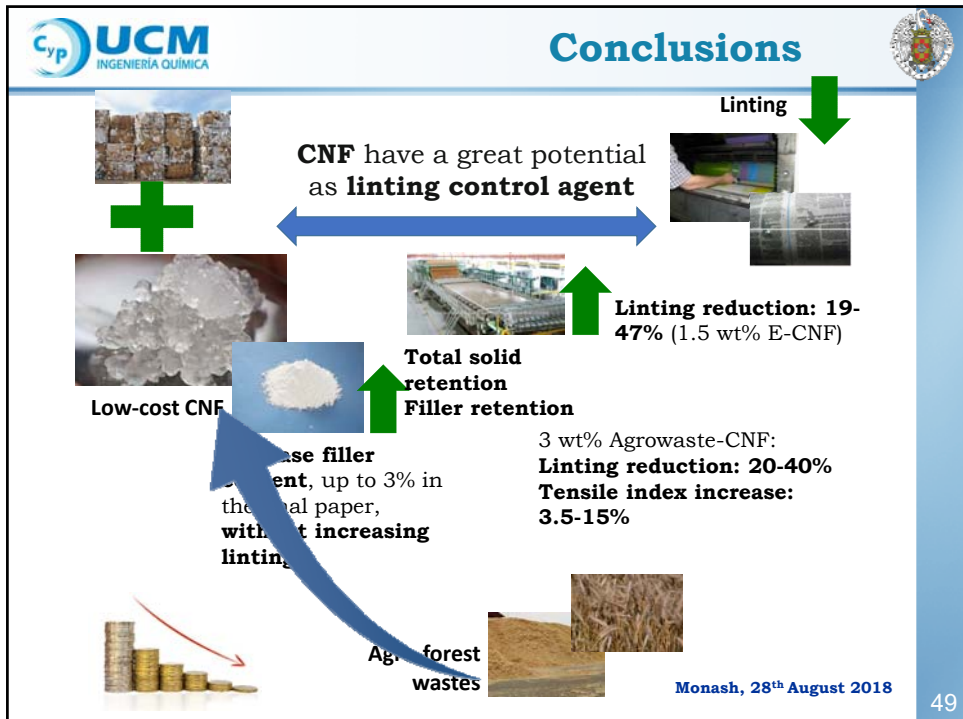 CyP UCM
INGENIERÍA QUÍMICA
Conclusions
Linting
CNF have a great potential
as linting control agent
Linting reduction: 19-
47% (1.5 wt% E-CNF)
Total solid
retention
Filler retention
Low-cost CNF
3 wt% Agrowaste-CNF:
Linting reduction: 20-40%
Tensile index increase:
3.5-15%
filler
, up to 3% in
paper,
increasing
linting
forest
wastes
Monash, 28th August 2018
49